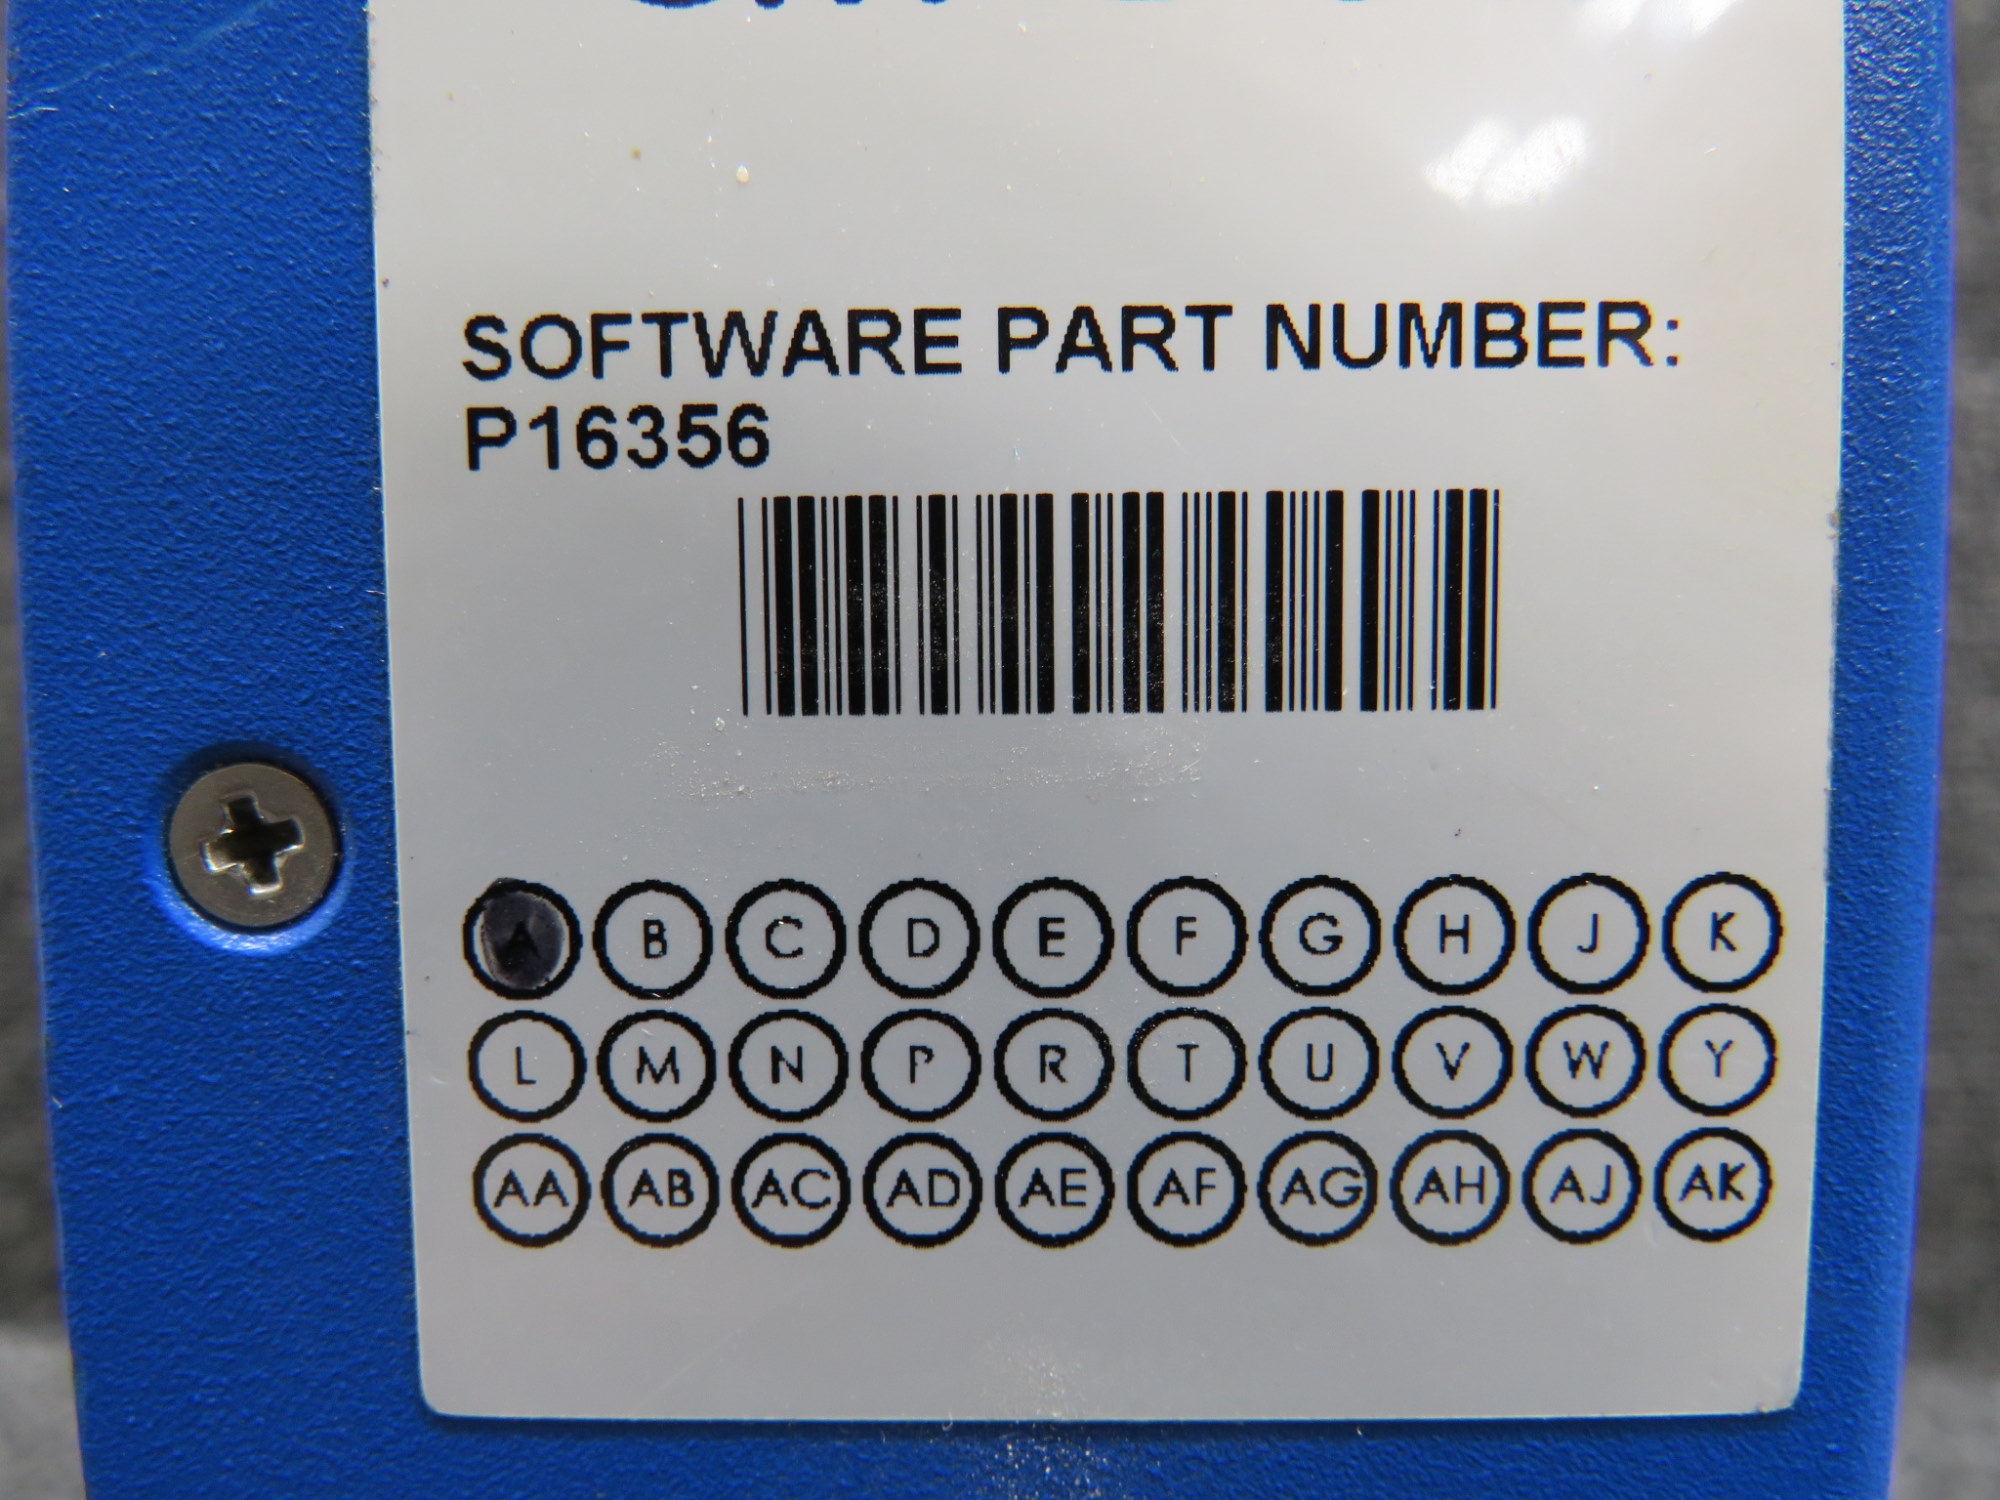 SOFTWARE PART NUMBER:
P16356
A B C D E F G H J K
L M N P R T U V W Y
AA AB AC AD AE AF AG AH AJ AK